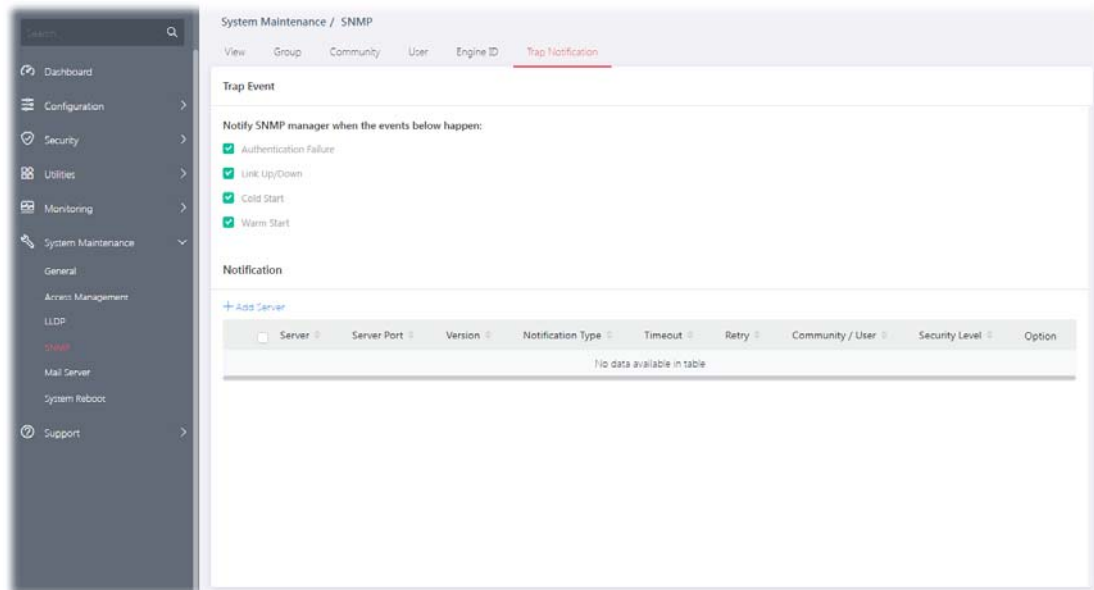 Search...
Dashboard
Configuration
Security
Utilities
Monitoring
System Maintenance
General
Access Management
LLDP
SNMP
Mail Server
System Reboot
Support
System Maintenance / SNMP
View Group Community User Engine ID Trap Notification
Trap Event
Notify SNMP manager when the events below happen:
Authentication Failure
Link Up/Down
Cold Start
Warm Start
Notification
+ Add Server
Server Server Port Version Notification Type Timeout Retry Community / User Security Level Option
No data available in table